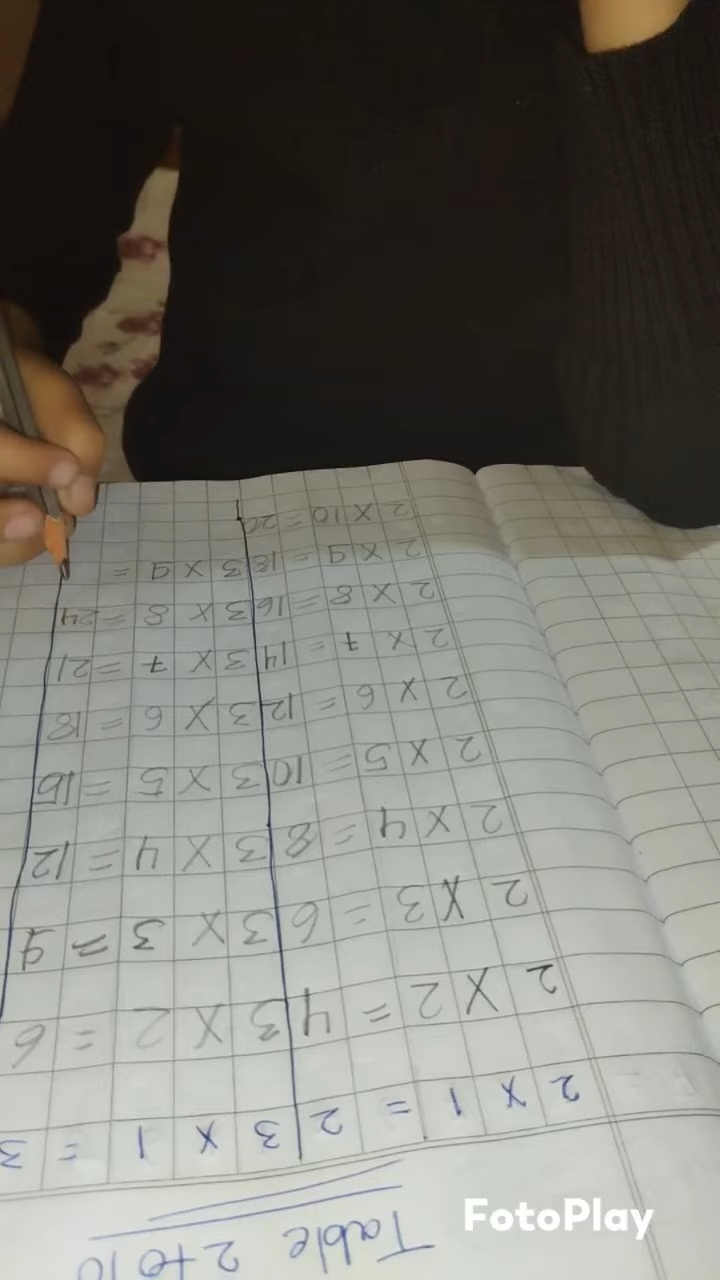 Table 2 to 10
2 x 1 = 2 3 x 1 = 3
2 x 2 = 4 3 x 2 = 6
2 x 3 = 6 3 x 3 = 9
2 x 4 = 8 3 x 4 = 12
2 x 5 = 10 3 x 5 = 15
2 x 6 = 12 3 x 6 = 18
2 x 7 = 14 3 x 7 = 21
2 x 8 = 16 3 x 8 = 24
2 x 9 = 18 3 x 9 =
2 x 10 = 20
FotoPlay